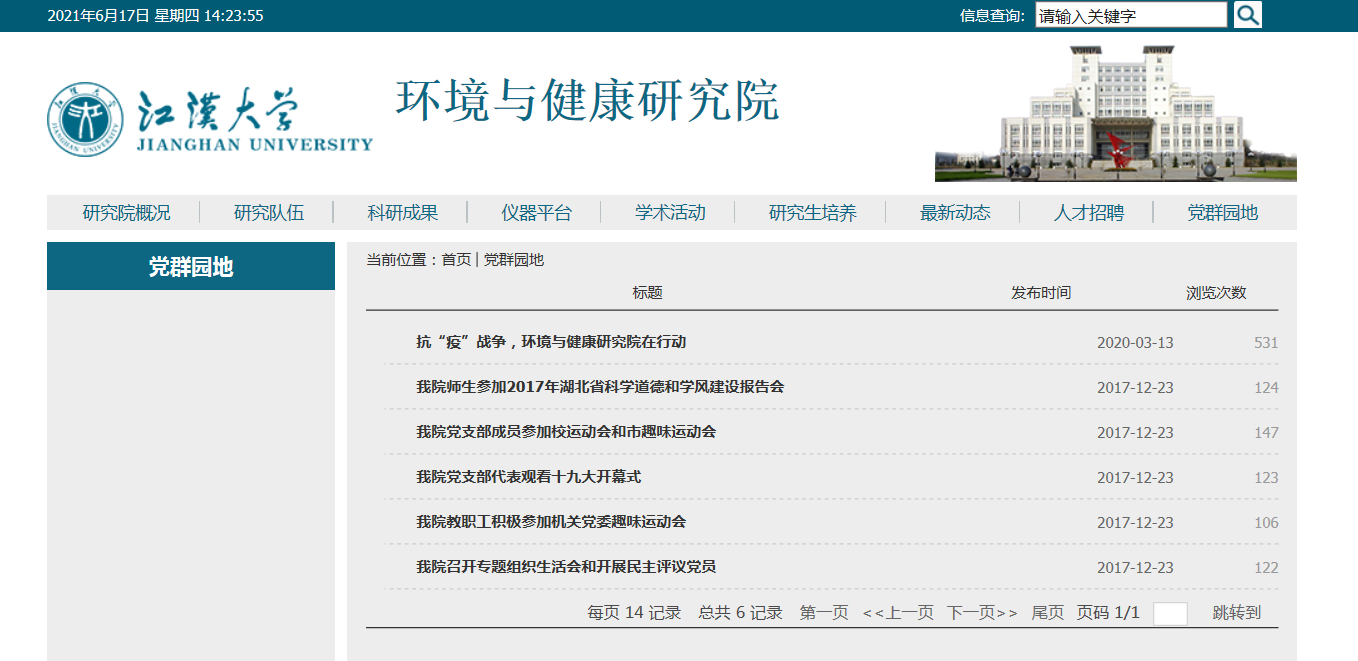 2021年6月17日 星期四 14:23:55 信息查询: 请输入关键字
江漢大学
JIANGHAN UNIVERSITY
环境与健康研究院
研究院概况 研究队伍 科研成果 仪器平台 学术活动 研究生培养 最新动态 人才招聘 党群园地
党群园地
当前位置：首页 | 党群园地
标题 发布时间 浏览次数
抗“疫”战争，环境与健康研究院在行动 2020-03-13 531
我院师生参加2017年湖北省科学道德和学风建设报告会 2017-12-23 124
我院党支部成员参加校运动会和市趣味运动会 2017-12-23 147
我院党支部代表观看十九大开幕式 2017-12-23 123
我院教职工积极参加机关党委趣味运动会 2017-12-23 106
我院召开专题组织生活会和开展民主评议党员 2017-12-23 122
每页 14 记录 总共 6 记录 第一页 <<上一页 下一页>> 尾页 页码 1/1 跳转到